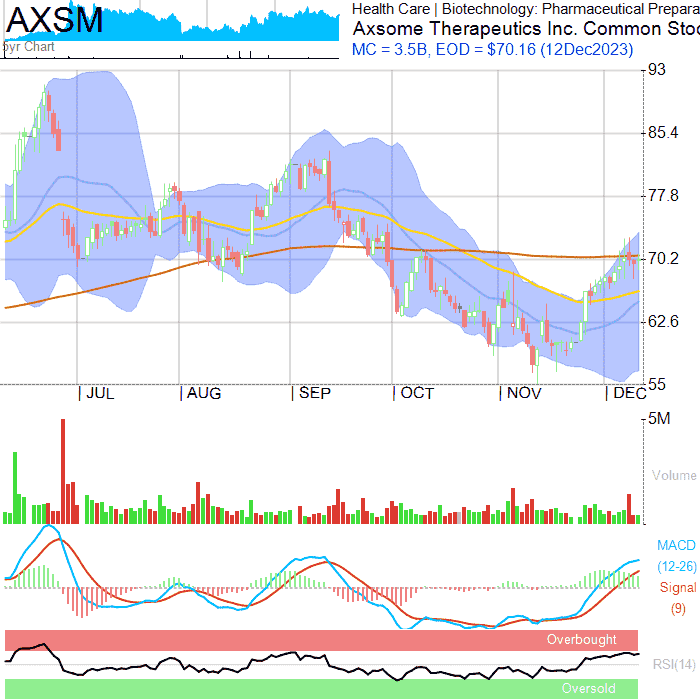 AXSM
5yr Chart
Health Care | Biotechnology: Pharmaceutical Prepara
Axsome Therapeutics Inc. Common Stoc
MC = 3.5B, EOD = $70.16 (12Dec2023)
93
85.4
77.8
70.2
62.6
55
| JUL | AUG | SEP | OCT | NOV | DEC
5M
Volume
MACD
(12-26)
Signal
(9)
Overbought
RSI(14)
Oversold